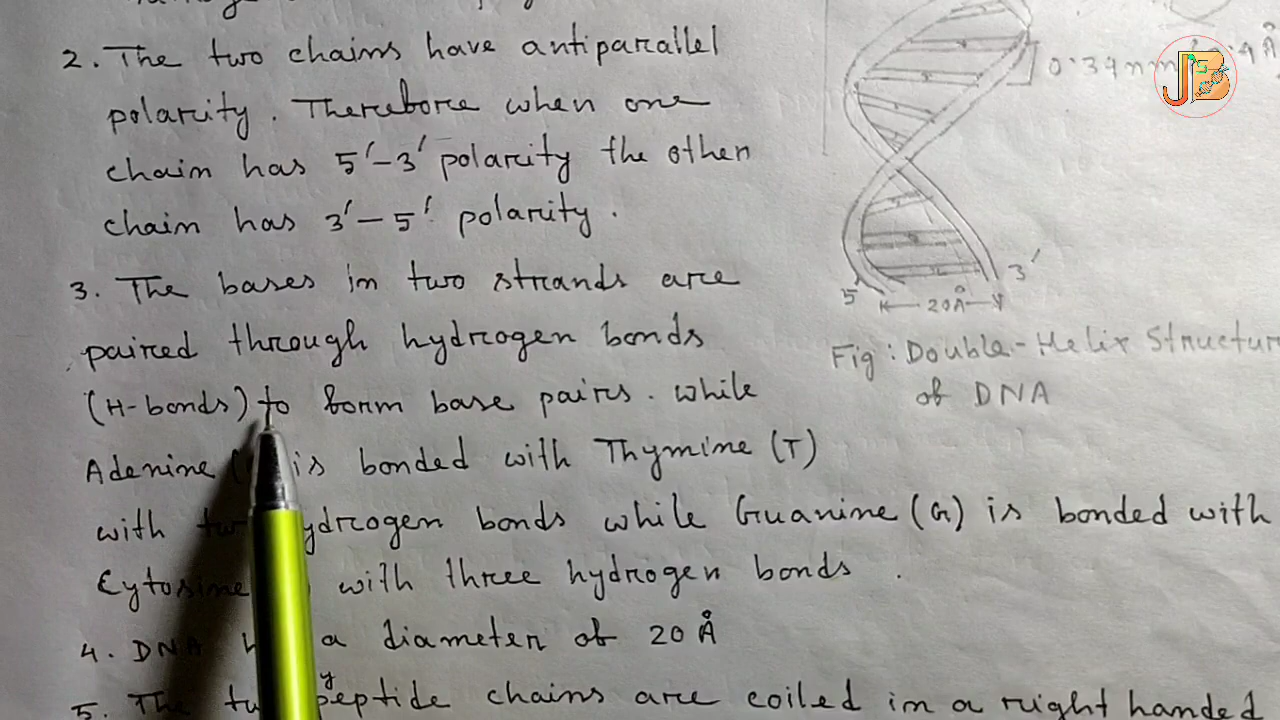 2. The two chains have antiparallel
polarity. Therefore when one
chain has 5'-3' polarity the other
chain has 3'-5' polarity.
3. The bases in two strands are
paired through hydrogen bonds
(H-bonds) to form base pairs. while
Adenine is bonded with Thymine (T)
with hydrogen bonds while Guanine (G) is bonded with
Cytosine with three hydrogen bonds.
4. DNA a diameter of 20 Å
5. The peptide chains are coiled in a right handed
y
0.34nm
Å
JB
5'
3'
20Å
Fig: Double-Helix Structur
of DNA